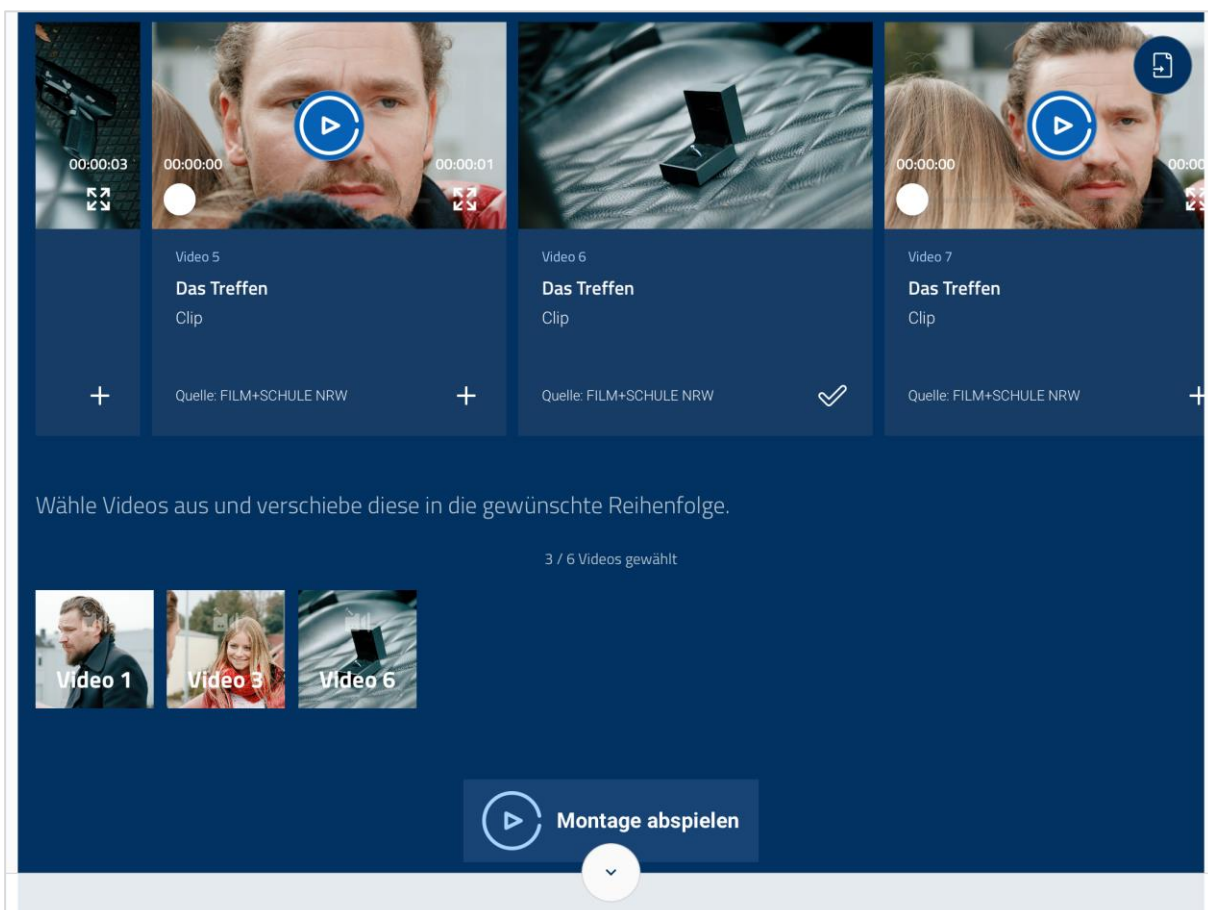 00:00:03
00:00:00
00:00:01
00:00:00
00:00
Video 5
Das Treffen
Clip
Quelle: FILM+SCHULE NRW
Video 6
Das Treffen
Clip
Quelle: FILM+SCHULE NRW
Video 7
Das Treffen
Clip
Quelle: FILM+SCHULE NRW
Wähle Videos aus und verschiebe diese in die gewünschte Reihenfolge.
3 / 6 Videos gewählt
Video 1
Video 3
Video 6
Montage abspielen